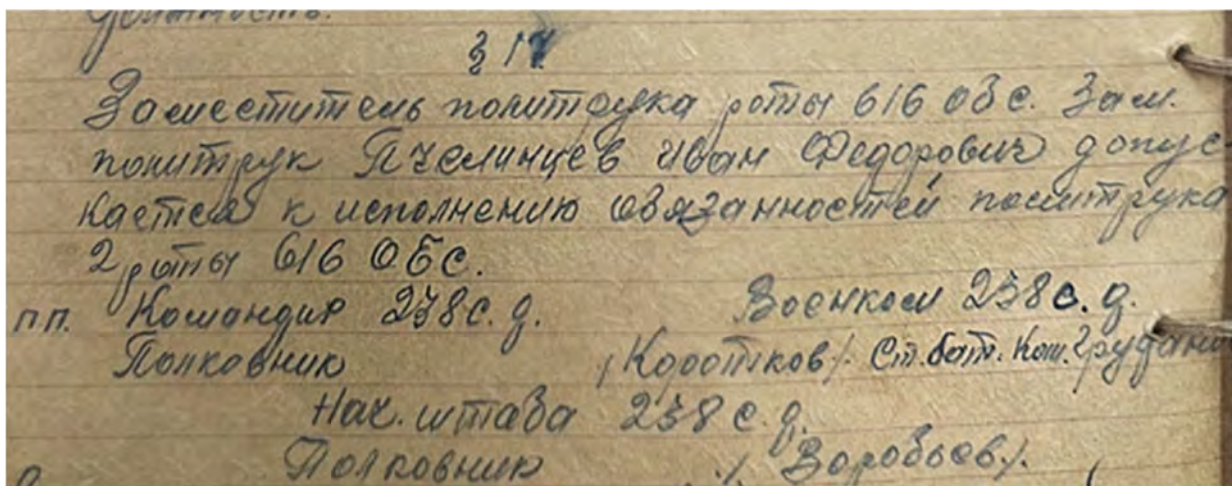 должность.
§ 17
Заместитель политрука роты 616 обс. Зам.
политрук Пчелинцев Иван Федорович допус
кается к исполнению обязанностей политрука
2 роты 616 ОБС.
п.п. Командир 238 с.д. Военком 238 с.д.
Полковник /Коротков/. Ст.бат.Ком.
Нач. штаба 238 с.д.
Полковник /Воробьев/.